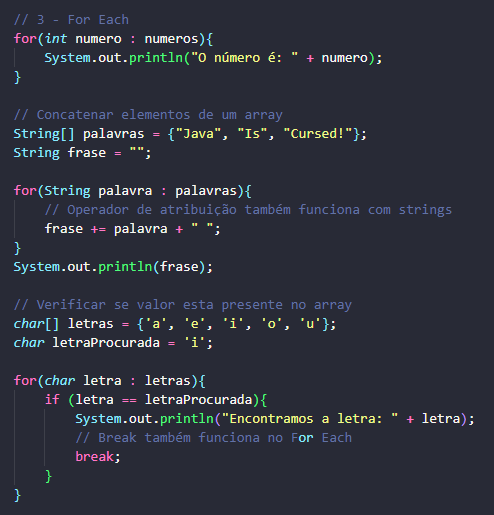 // 3 - For Each
for(int numero : numeros){
    System.out.println("O número é: " + numero);
}

// Concatenar elementos de um array
String[] palavras = {"Java", "Is", "Cursed!"};
String frase = "";

for(String palavra : palavras){
    // Operador de atribuição também funciona com strings
    frase += palavra + " ";
}
System.out.println(frase);

// Verificar se valor esta presente no array
char[] letras = {'a', 'e', 'i', 'o', 'u'};
char letraProcurada = 'i';

for(char letra : letras){
    if (letra == letraProcurada){
        System.out.println("Encontramos a letra: " + letra);
        // Break também funciona no For Each
        break;
    }
}